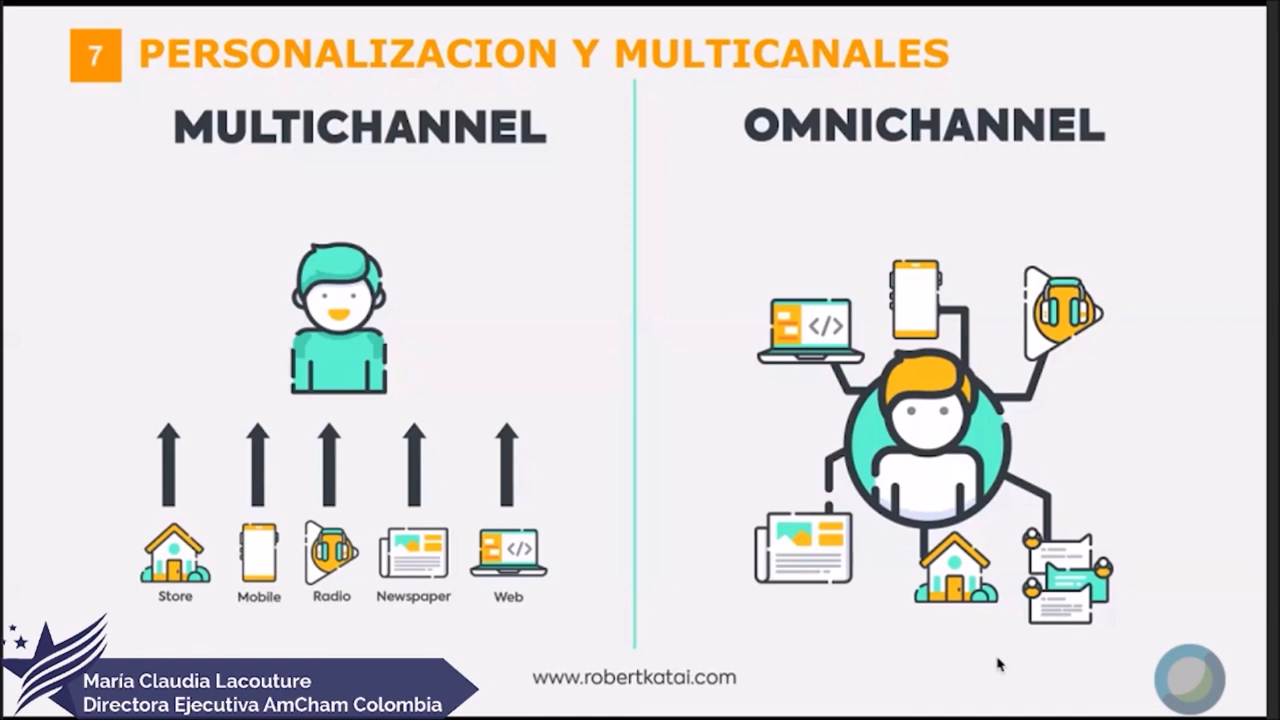 7 PERSONALIZACION Y MULTICANALES
MULTICHANNEL
OMNICHANNEL
</>
Store
Mobile
Radio
Newspaper
Web
</>
www.robertkatai.com
María Claudia Lacouture
Directora Ejecutiva AmCham Colombia